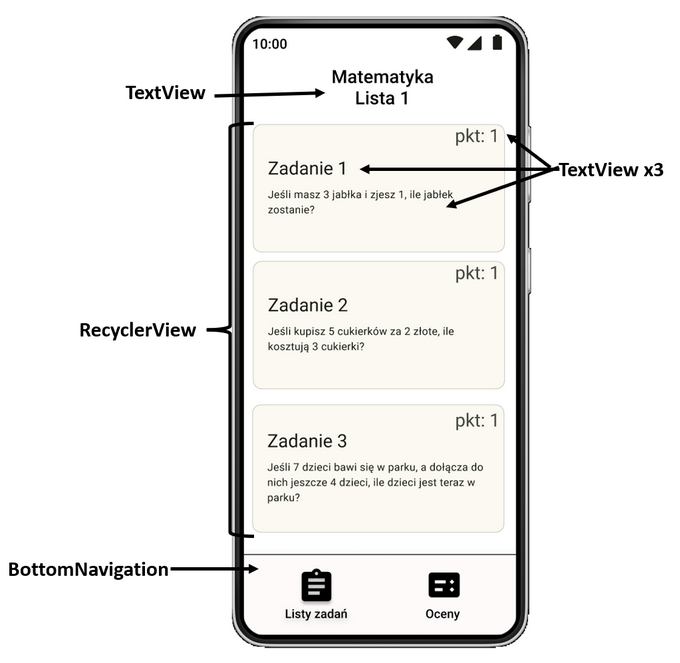 10:00
TextView
Matematyka
Lista 1
pkt: 1
Zadanie 1
TextView x3
Jeśli masz 3 jabłka i zjesz 1, ile jabłek
zostanie?
pkt: 1
Zadanie 2
RecyclerView
Jeśli kupisz 5 cukierków za 2 złote, ile
kosztują 3 cukierki?
pkt: 1
Zadanie 3
Jeśli 7 dzieci bawi się w parku, a dołącza do
nich jeszcze 4 dzieci, ile dzieci jest teraz w
parku?
BottomNavigation
Listy zadań
Oceny